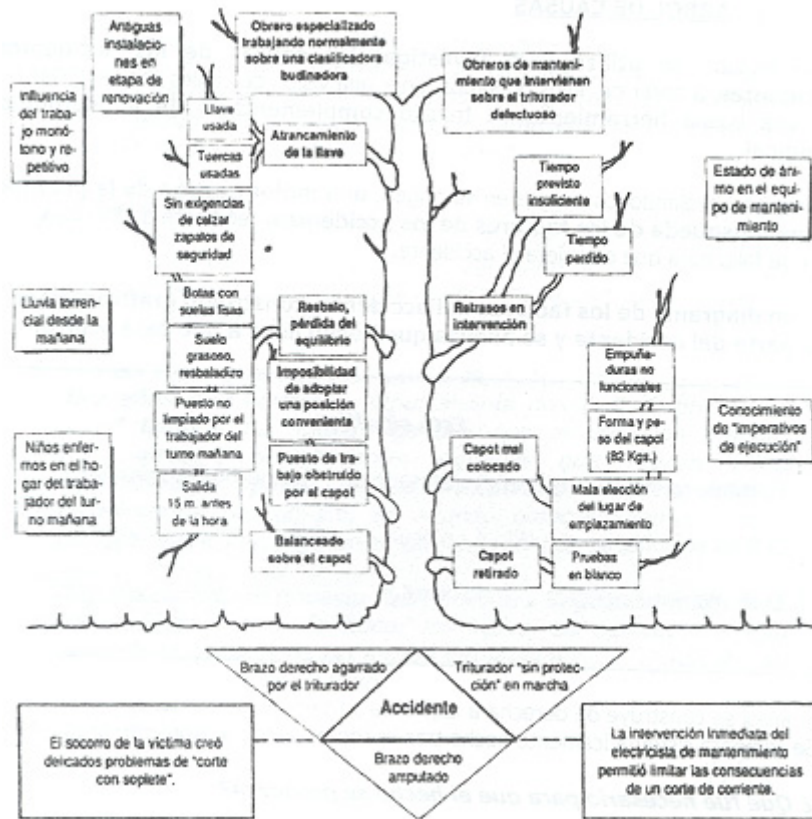 ARBOL DE CAUSAS
Antiguas
instalacio-
nes en
etapa de
renovación
Obrero especializado
trabajando normalmente
sobre una clasificadora
budinadora
Obreros de manteni-
miento que intervienen
sobre el triturador
defectuoso
Influencia
del traba-
jo monó-
tono y re-
petitivo
Llave
usada
Tuercas
usadas
Atrancamiento
de la llave
Sin exigencias
de calzar
zapatos de
seguridad
Tiempo
previsto
insuficiente
Tiempo
perdido
Estado de áni-
mo en el equi-
po de manteni-
miento
Lluvia torren-
cial desde la
mañana
Botas con
suelas lisas
Suelo
grasoso,
resbaladizo
Resbalo,
pérdida del
equilibrio
Retrasos en
intervención
Imposibilidad
de adoptar
una posición
conveniente
Puesto no
limpiado por el
trabajador del
turno mañana
Empuña-
duras no
funcionales
Forma y pe-
so del capot
(82 Kgs.)
Conocimiento
de "imperativos
de ejecución"
Niños enfer-
mos en el ho-
gar del traba-
jador del tur-
no mañana
Salida
15 m. antes
de la hora
Puesto de tra-
bajo obstruido
por el capot
Balanceado
sobre el capot
Capot mal
colocado
Mala elección
del lugar de
emplazamiento
Capot
retirado
Pruebas
en blanco
Brazo derecho agarrado
por el triturador
Triturador "sin protec-
ción" en marcha
Accidente
Brazo derecho
amputado
El socorro de la víctima creó
delicados problemas de "corte
con soplete".
La intervención inmediata del
electricista de mantenimiento
permitió limitar las consecuencias
de un corte de corriente.